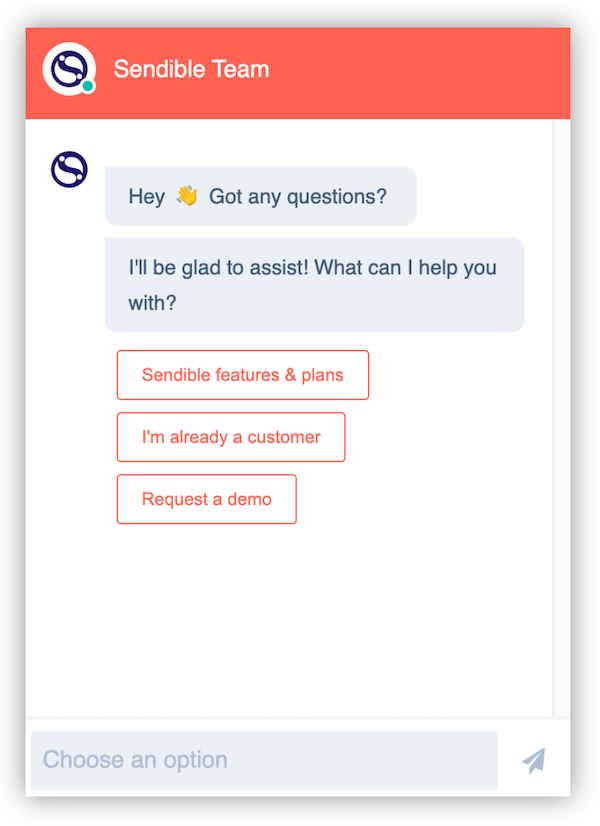 Sendible Team
Hey 👋 Got any questions?
I'll be glad to assist! What can I help you
with?
Sendible features & plans
I'm already a customer
Request a demo
Choose an option